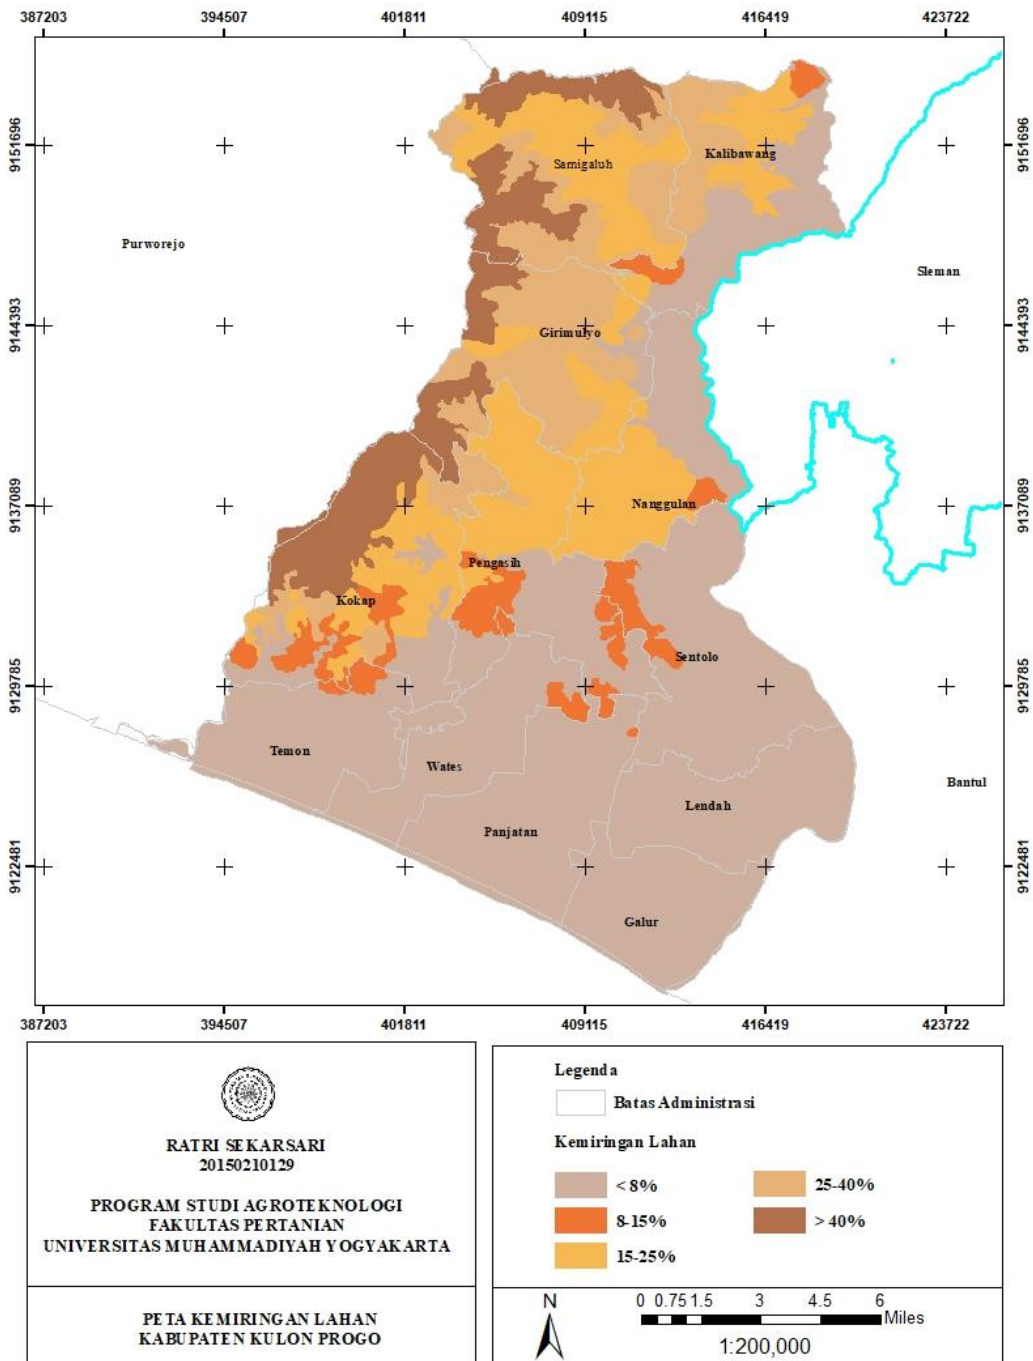 387203 394507 401811 409115 416419 423722
9151696 9151696
Kalibawang
Samigaluh
Purworejo
Sleman
9144393 9144393
Girimulyo
9137089 9137089
Nanggulan
Pengasih
Kokap
Sentolo
9129785 9129785
Temon
Wates
Bantul
Lendah
Panjatan
9122481 9122481
Galur
387203 394507 401811 409115 416419 423722
RATRI SEKARSARI
20150210129
PROGRAM STUDI AGROTEKNOLOGI
FAKULTAS PERTANIAN
UNIVERSITAS MUHAMMADIYAH YOGYAKARTA
PETA KEMIRINGAN LAHAN
KABUPATEN KULON PROGO
Legenda
Batas Administrasi
Kemiringan Lahan
< 8%
8-15%
15-25%
25-40%
> 40%
N
0 0.75 1.5 3 4.5 6
Miles
1:200,000